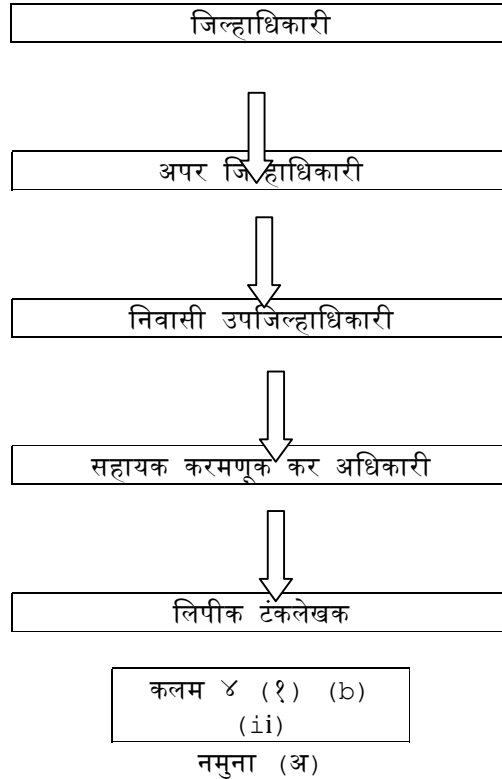 जिल्हाधिकारी
अपर जिल्हाधिकारी
निवासी उपजिल्हाधिकारी
सहायक करमणूक कर अधिकारी
लिपीक टंकलेखक
कलम ४ (१) (b)
(ii)
नमुना (अ)